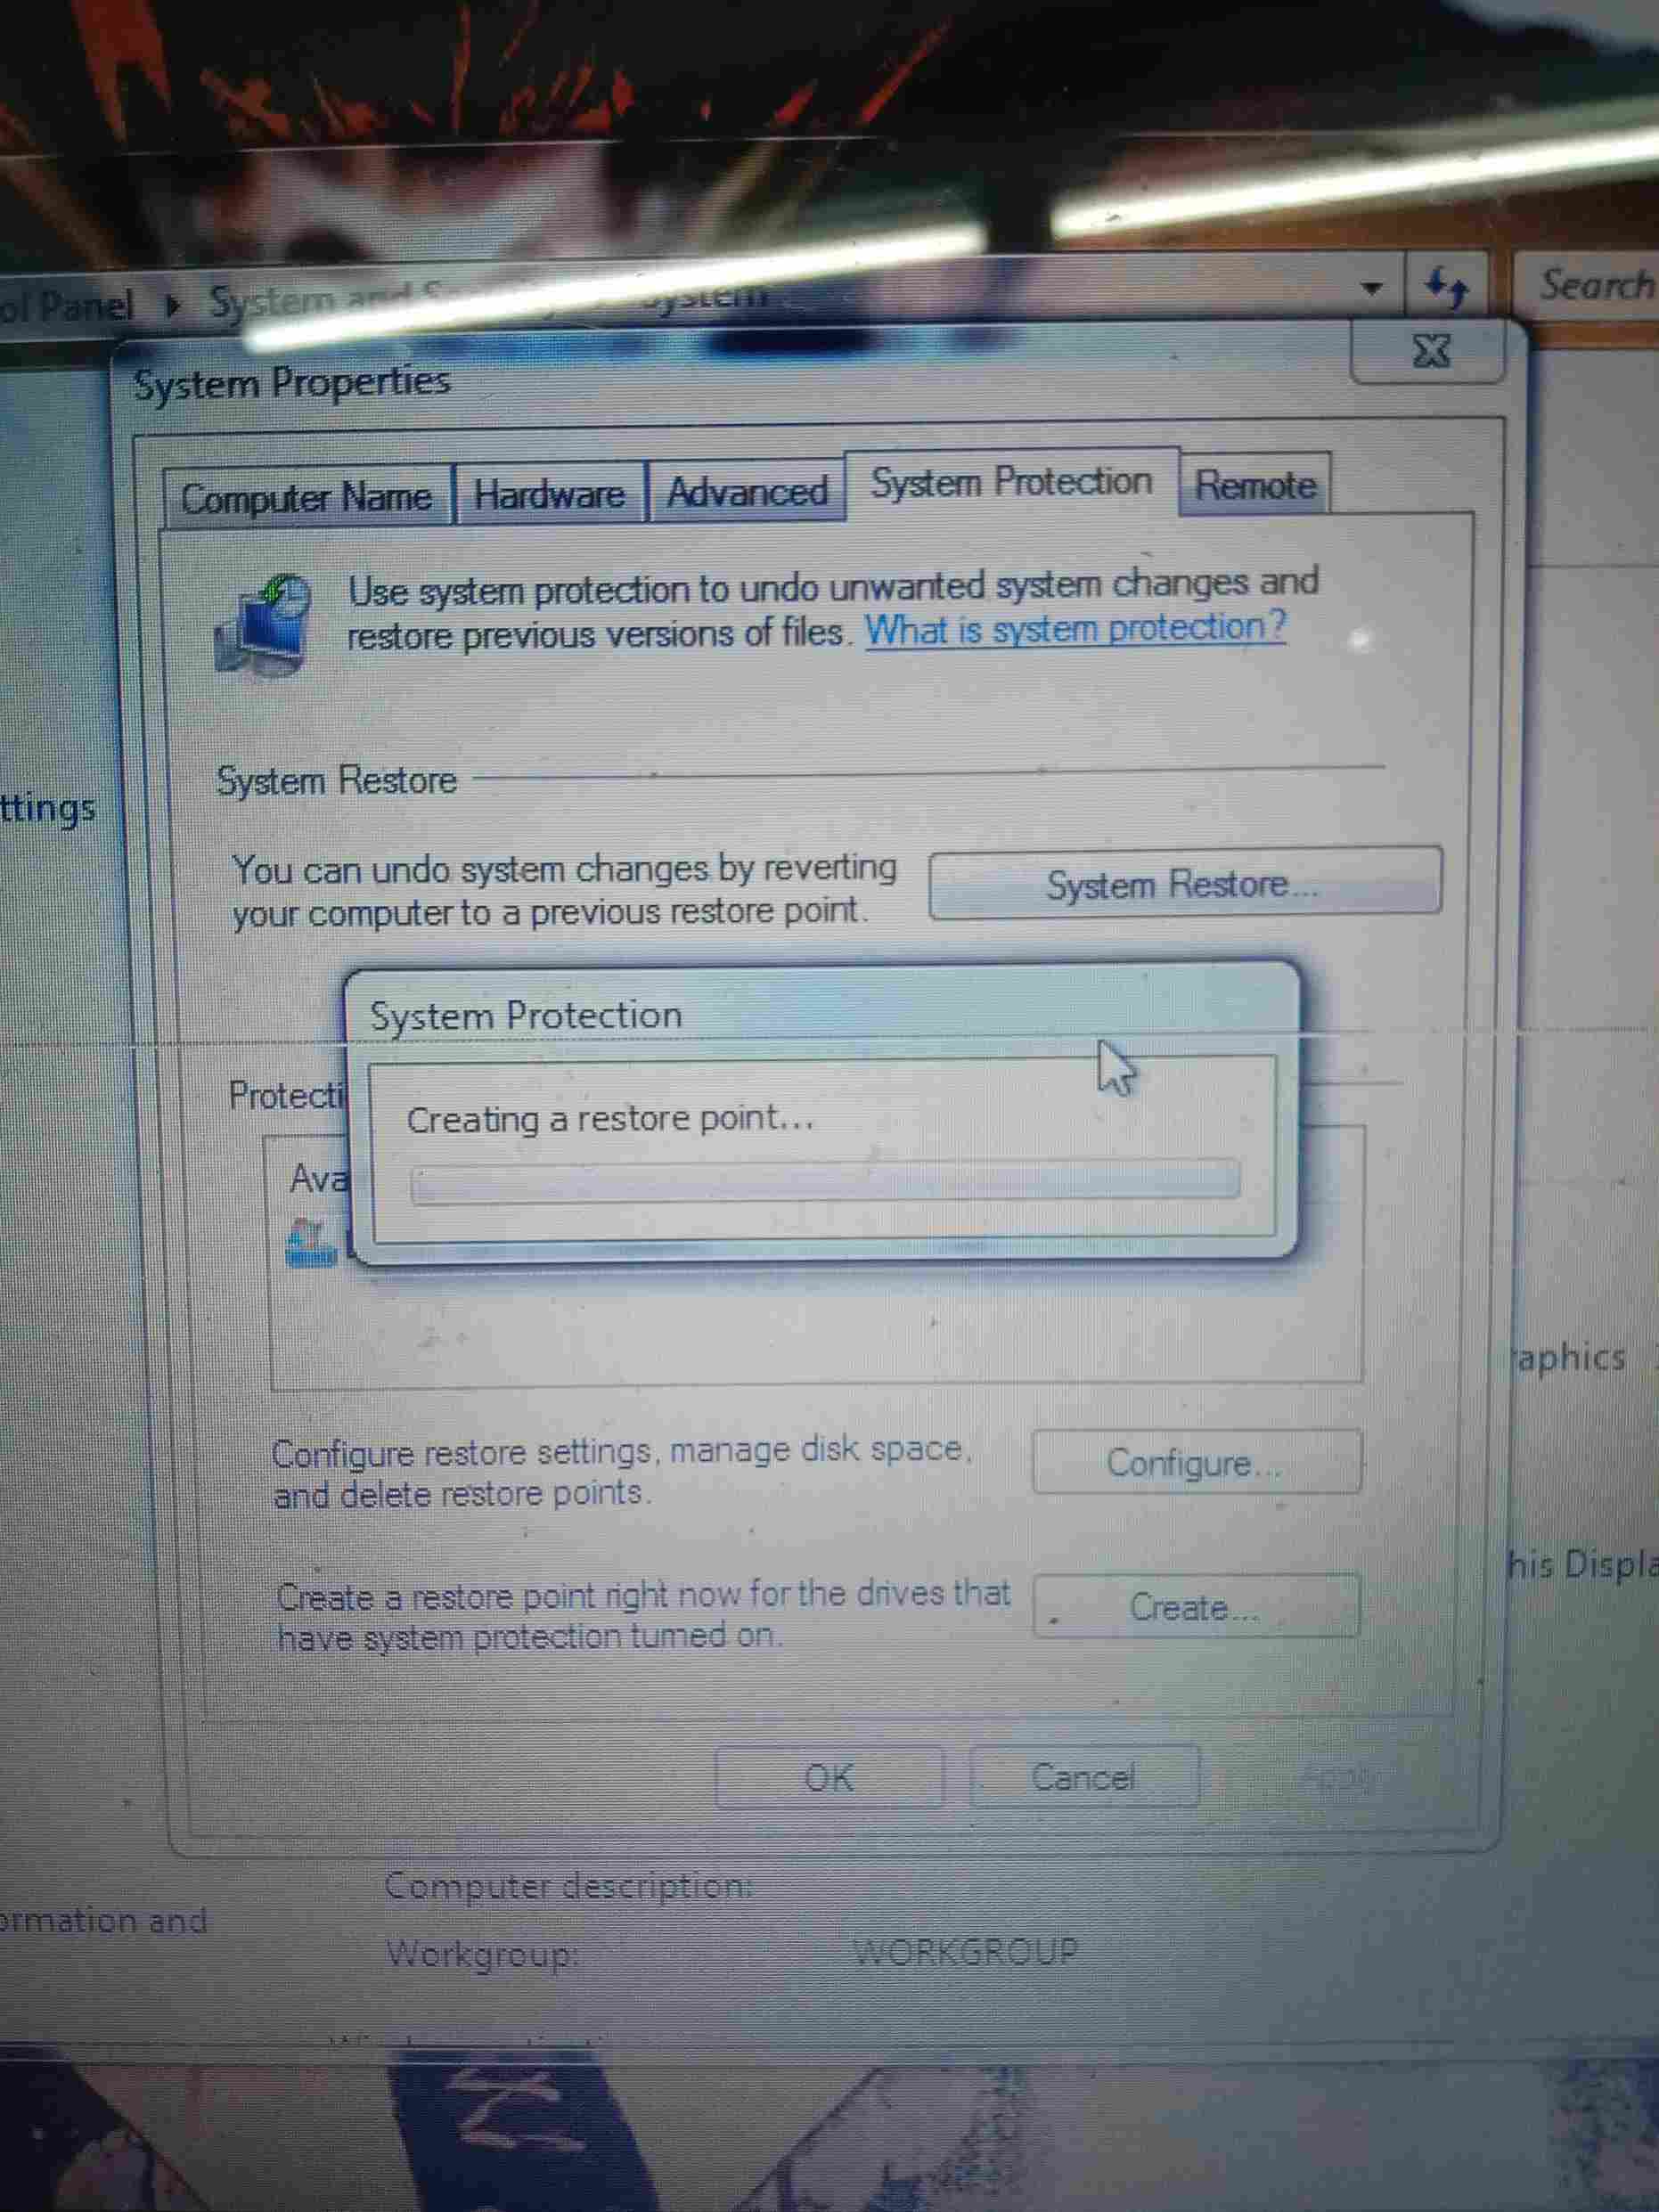 ol Panel
System and
System
Search
System Properties
Computer Name
Hardware
Advanced
System Protection
Remote
Use system protection to undo unwanted system changes and
restore previous versions of files. What is system protection?
System Restore
ttings
You can undo system changes by reverting
your computer to a previous restore point.
System Restore...
System Protection
Protecti
Creating a restore point...
Ava
aphics
Configure restore settings, manage disk space,
and delete restore points.
Configure...
his Displa
Create a restore point right now for the drives that
have system protection turned on.
Create...
OK
Cancel
Apply
Computer description:
ormation and
Workgroup:
WORKGROUP